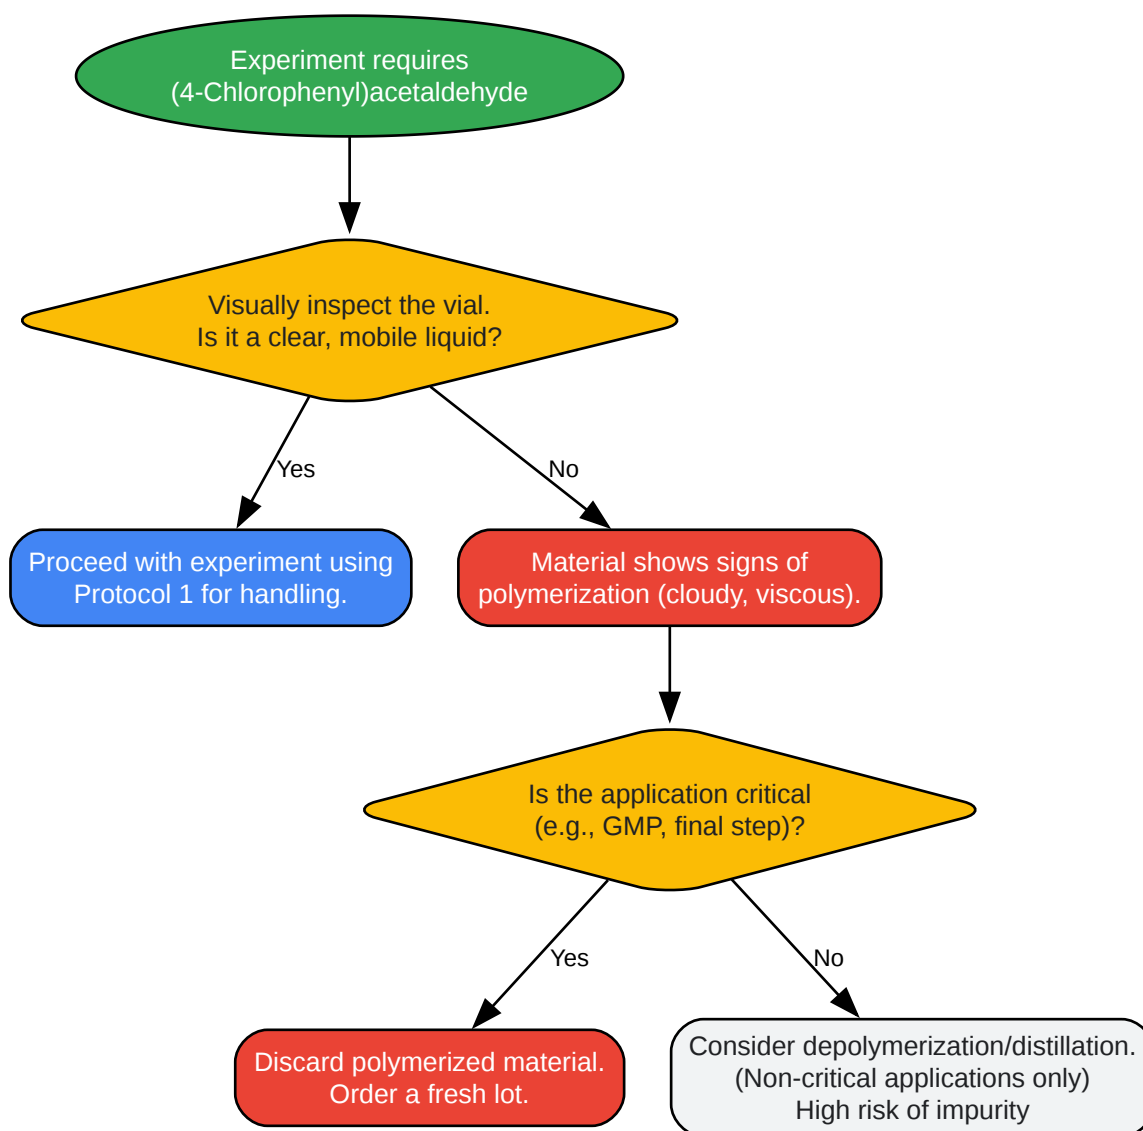 Experiment requires
(4-Chlorophenyl)acetaldehyde
Visually inspect the vial.
Is it a clear, mobile liquid?
Yes
No
Proceed with experiment using
Protocol 1 for handling.
Material shows signs of
polymerization (cloudy, viscous).
Is the application critical
(e.g., GMP, final step)?
Yes
No
Discard polymerized material.
Order a fresh lot.
Consider depolymerization/distillation.
(Non-critical applications only)
High risk of impurity